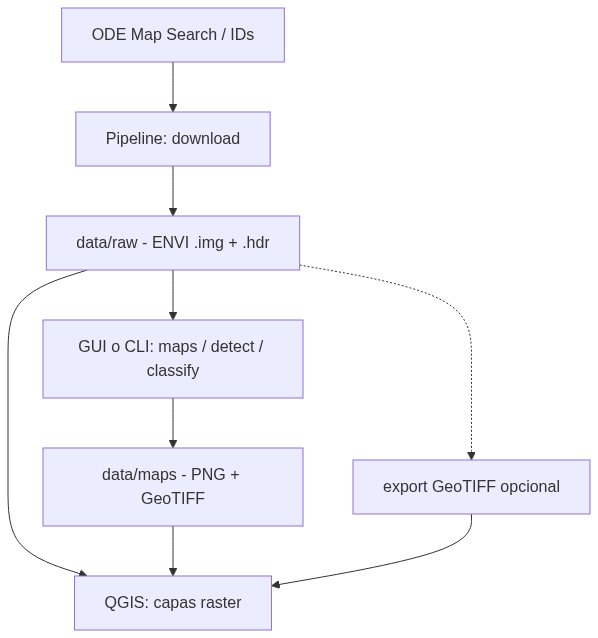 ODE Map Search / IDs
Pipeline: download
data/raw - ENVI .img + .hdr
GUI o CLI: maps / detect /
classify
data/maps - PNG +
GeoTIFF
export GeoTIFF opcional
QGIS: capas raster